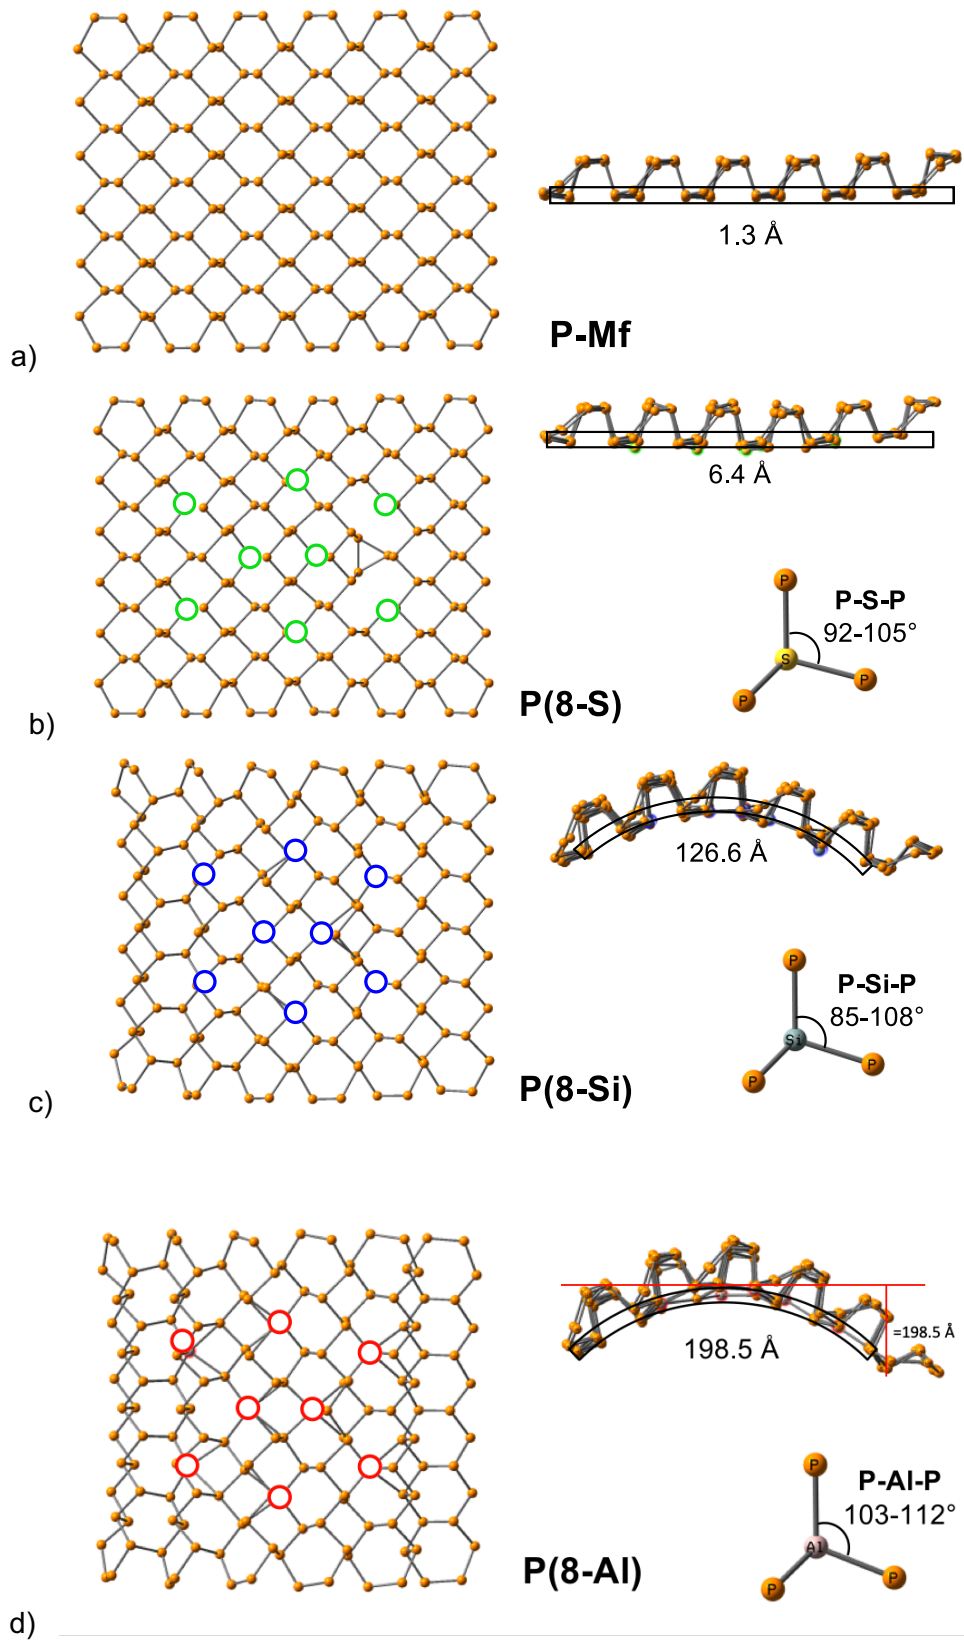 1.3 Å
P-Mf
a)
6.4 Å
P
P-S-P
92-105°
S
P
P
P(8-S)
b)
126.6 Å
P
P-Si-P
85-108°
Si
P
P
P(8-Si)
c)
=198.5 Å
198.5 Å
P
P-Al-P
103-112°
Al
P
P
P(8-Al)
d)